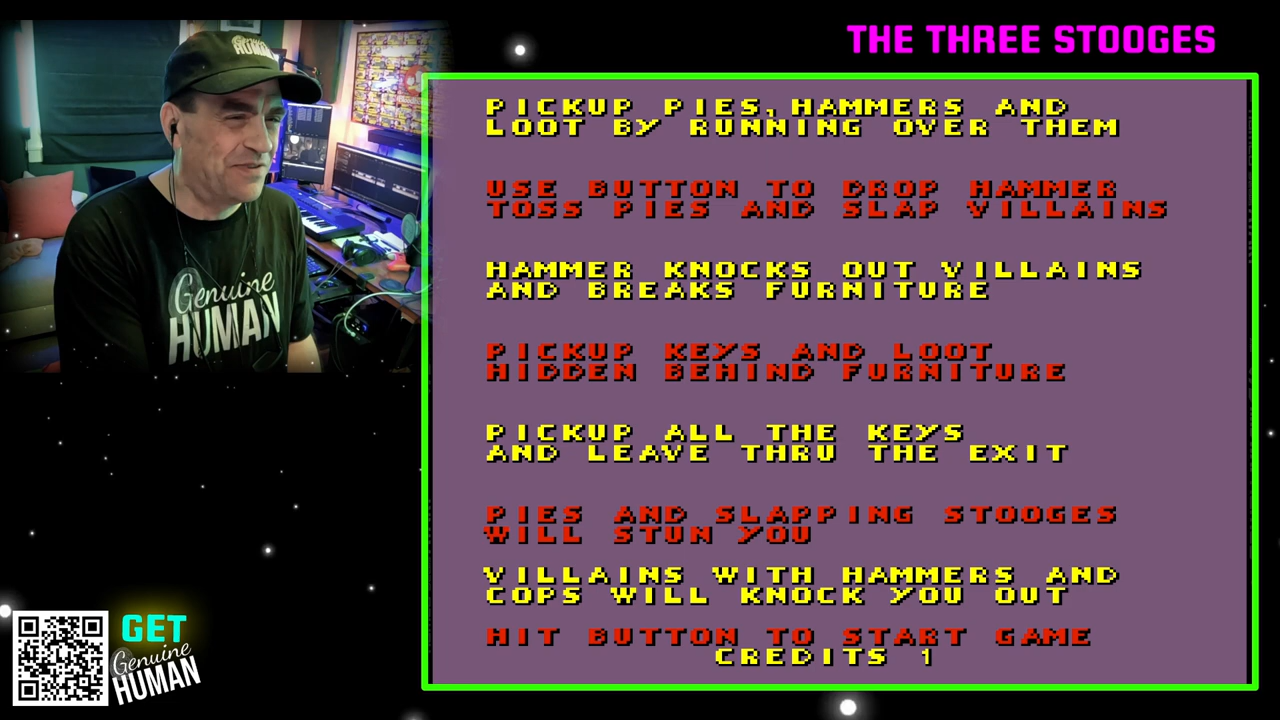 THE THREE STOOGES
HUMAN
Genuine
HUMAN
PICKUP PIES, HAMMERS AND
LOOT BY RUNNING OVER THEM
USE BUTTON TO DROP HAMMER
TOSS PIES AND SLAP VILLAINS
HAMMER KNOCKS OUT VILLAINS
AND BREAKS FURNITURE
PICKUP KEYS AND LOOT
HIDDEN BEHIND FURNITURE
PICKUP ALL THE KEYS
AND LEAVE THRU THE EXIT
PIES AND SLAPPING STOOGES
WILL STUN YOU
VILLAINS WITH HAMMERS AND
COPS WILL KNOCK YOU OUT
HIT BUTTON TO START GAME
CREDITS 1
GET
Genuine
HUMAN